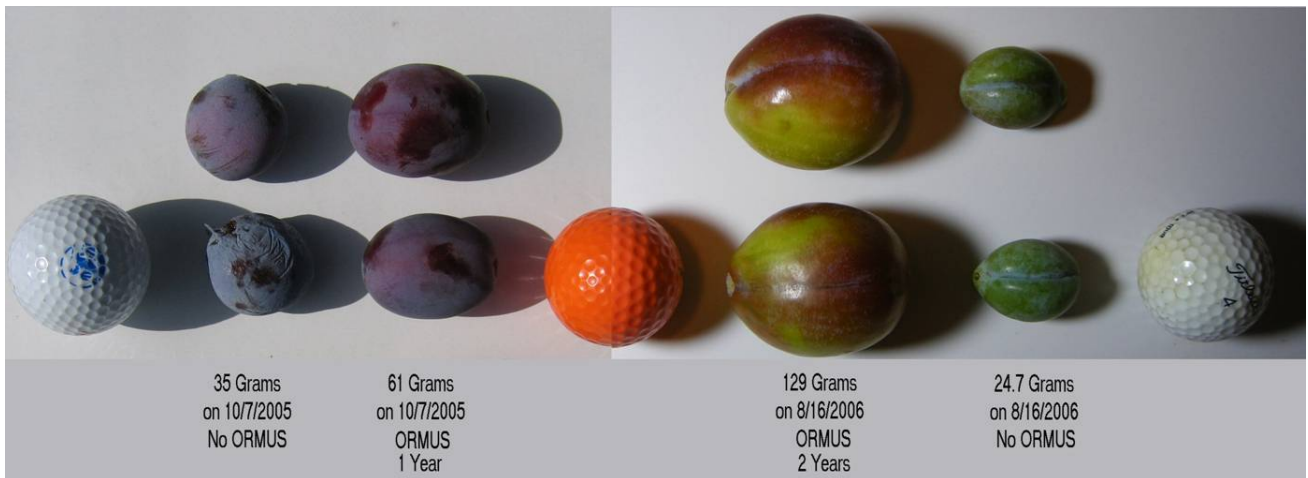 35 Grams
on 10/7/2005
No ORMUS
61 Grams
on 10/7/2005
ORMUS
1 Year
129 Grams
on 8/16/2006
ORMUS
2 Years
24.7 Grams
on 8/16/2006
No ORMUS